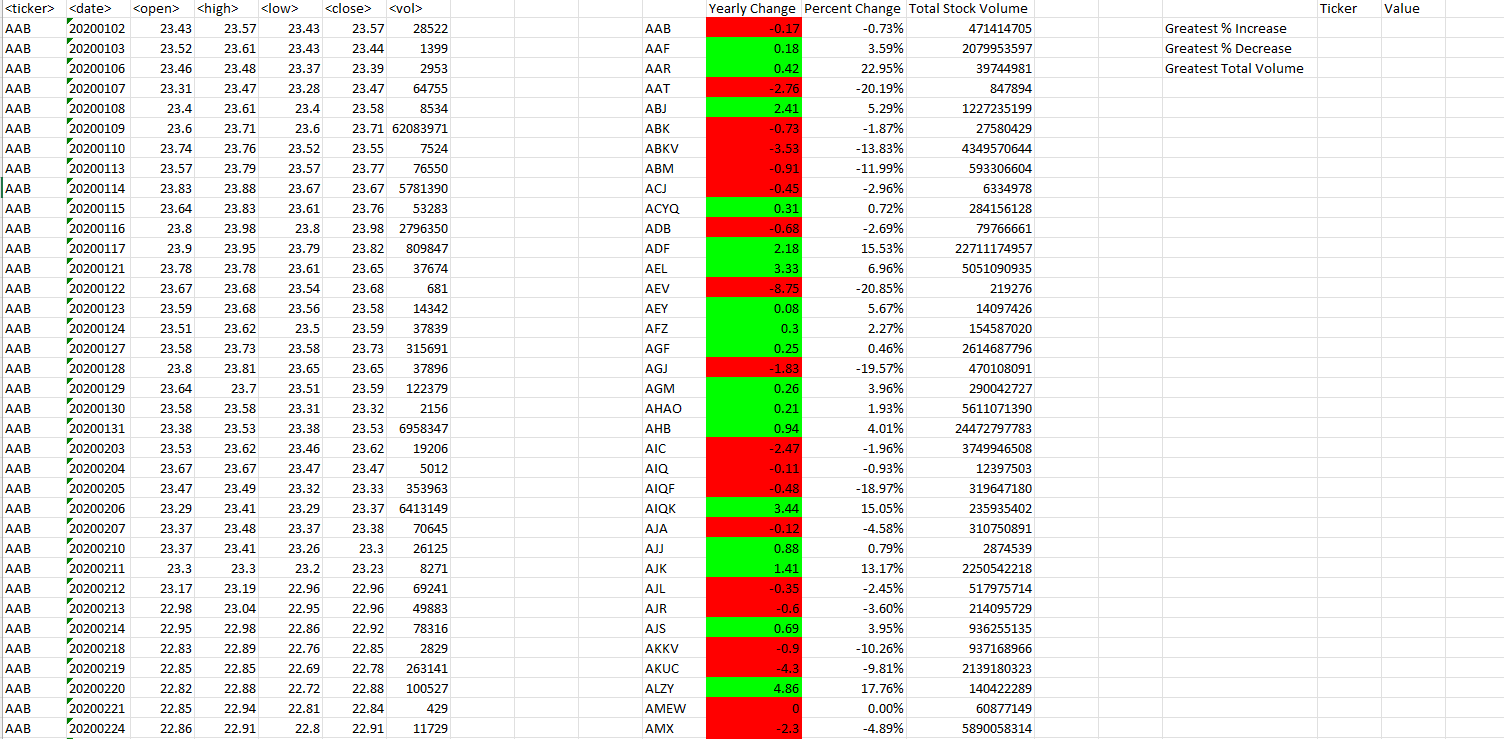 <ticker> <date> <open> <high> <low> <close> <vol> Yearly Change Percent Change Total Stock Volume Ticker Value
AAB 20200102 23.43 23.57 23.43 23.57 28522 AAB -0.17 -0.73% 471414705 Greatest % Increase
AAB 20200103 23.52 23.61 23.43 23.44 1399 AAF 0.18 3.59% 2079953597 Greatest % Decrease
AAB 20200106 23.46 23.48 23.37 23.39 2953 AAR 0.42 22.95% 39744981 Greatest Total Volume
AAB 20200107 23.31 23.47 23.28 23.47 64755 AAT -2.76 -20.19% 847894
AAB 20200108 23.4 23.61 23.4 23.58 8534 ABJ 2.41 5.29% 1227235199
AAB 20200109 23.6 23.71 23.6 23.71 62083971 ABK -0.73 -1.87% 27580429
AAB 20200110 23.74 23.76 23.52 23.55 7524 ABKV -3.53 -13.83% 4349570644
AAB 20200113 23.57 23.79 23.57 23.77 76550 ABM -0.91 -11.99% 593306604
AAB 20200114 23.83 23.88 23.67 23.67 5781390 ACJ -0.45 -2.96% 6334978
AAB 20200115 23.64 23.83 23.61 23.76 53283 ACYQ 0.31 0.72% 284156128
AAB 20200116 23.8 23.98 23.8 23.98 2796350 ADB -0.68 -2.69% 79766661
AAB 20200117 23.9 23.95 23.79 23.82 809847 ADF 2.18 15.53% 22711174957
AAB 20200121 23.78 23.78 23.61 23.65 37674 AEL 3.33 6.96% 5051090935
AAB 20200122 23.67 23.68 23.54 23.68 681 AEV -8.75 -20.85% 219276
AAB 20200123 23.59 23.68 23.56 23.58 14342 AEY 0.08 5.67% 14097426
AAB 20200124 23.51 23.62 23.5 23.59 37839 AFZ 0.3 2.27% 154587020
AAB 20200127 23.58 23.73 23.58 23.73 315691 AGF 0.25 0.46% 2614687796
AAB 20200128 23.8 23.81 23.65 23.65 37896 AGJ -1.83 -19.57% 470108091
AAB 20200129 23.64 23.7 23.51 23.59 122379 AGM 0.26 3.96% 290042727
AAB 20200130 23.58 23.58 23.31 23.32 2156 AHAO 0.21 1.93% 5611071390
AAB 20200131 23.38 23.53 23.38 23.53 6958347 AHB 0.94 4.01% 24472797783
AAB 20200203 23.53 23.62 23.46 23.62 19206 AIC -2.47 -1.96% 3749946508
AAB 20200204 23.67 23.67 23.47 23.47 5012 AIQ -0.11 -0.93% 12397503
AAB 20200205 23.47 23.49 23.32 23.33 353963 AIQF -0.48 -18.97% 319647180
AAB 20200206 23.29 23.41 23.29 23.37 6413149 AIQK 3.44 15.05% 235935402
AAB 20200207 23.37 23.48 23.37 23.38 70645 AJA -0.12 -4.58% 310750891
AAB 20200210 23.37 23.41 23.26 23.3 26125 AJJ 0.88 0.79% 2874539
AAB 20200211 23.3 23.3 23.2 23.23 8271 AJK 1.41 13.17% 2250542218
AAB 20200212 23.17 23.19 22.96 22.96 69241 AJL -0.35 -2.45% 517975714
AAB 20200213 22.98 23.04 22.95 22.96 49883 AJR -0.6 -3.60% 214095729
AAB 20200214 22.95 22.98 22.86 22.92 78316 AJS 0.69 3.95% 936255135
AAB 20200218 22.83 22.89 22.76 22.85 2829 AKKV -0.9 -10.26% 937168966
AAB 20200219 22.85 22.85 22.69 22.78 263141 AKUC -4.3 -9.81% 2139180323
AAB 20200220 22.82 22.88 22.72 22.88 100527 ALZY 4.86 17.76% 140422289
AAB 20200221 22.85 22.94 22.81 22.84 429 AMEW 0 0.00% 60877149
AAB 20200224 22.86 22.91 22.8 22.91 11729 AMX -2.3 -4.89% 5890058314